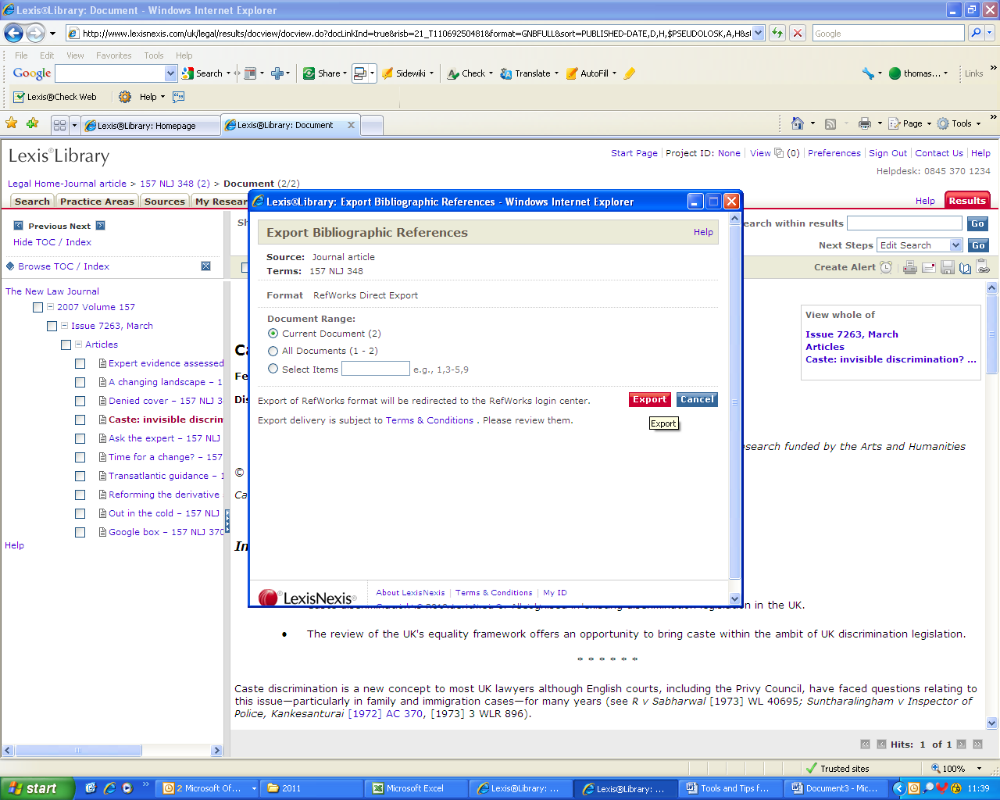 Lexis®Library: Document - Windows Internet Explorer
http://www.lexisnexis.com/uk/legal/results/docview/docview.do?docLinkInd=true&risb=21_T11069250481&format=GNBFULL&sort=PUBLISHED-DATE,D,H,$PSEUDOLOSK,A,H&st
Google
File Edit View Favorites Tools Help
Google Search Share Sidewiki Check Translate AutoFill thomas... Links
Lexis®Check Web Help
Lexis®Library: Homepage Lexis®Library: Document Page Tools
Lexis®Library
Start Page Project ID: None View (0) Preferences Sign Out Contact Us Help
Helpdesk: 0845 370 1234
Legal Home-Journal article > 157 NLJ 348 (2) > Document (2/2)
Search Practice Areas Sources My Resear Help Results
Previous Next
Hide TOC / Index
Browse TOC / Index
earch within results Go
Next Steps Edit Search Go
Create Alert
The New Law Journal
2007 Volume 157
Issue 7263, March
Articles
Expert evidence assessed
A changing landscape – 1
Denied cover – 157 NLJ 3
Caste: invisible discrim
Ask the expert – 157 NLJ
Time for a change? – 157
Transatlantic guidance – 1
Reforming the derivative
Out in the cold – 157 NLJ
Google box – 157 NLJ 370
Help
Lexis®Library: Export Bibliographic References - Windows Internet Explorer
Export Bibliographic References Help
Source: Journal article
Terms: 157 NLJ 348
Format RefWorks Direct Export
Document Range:
Current Document (2)
All Documents (1 - 2)
Select Items e.g., 1,3-5,9
Export of RefWorks format will be redirected to the RefWorks login center. Export Cancel
Export delivery is subject to Terms & Conditions . Please review them.
Export
LexisNexis® About LexisNexis | Terms & Conditions | My ID
View whole of
Issue 7263, March
Articles
Caste: invisible discrimination? ...
Ca
Fe
Dis
esearch funded by the Arts and Humanities
©
Ca
In
in the UK.
• The review of the UK's equality framework offers an opportunity to bring caste within the ambit of UK discrimination legislation.
* * * * * *
Caste discrimination is a new concept to most UK lawyers although English courts, including the Privy Council, have faced questions relating to
this issue—particularly in family and immigration cases—for many years (see R v Sabharwal [1973] WL 40695; Suntharalingham v Inspector of
Police, Kankesanturai [1972] AC 370, [1973] 3 WLR 896).
Hits: 1 of 1
Trusted sites 100%
start 2 Microsoft Of... 2011 Microsoft Excel Lexis®Library: ... Lexis®Library: ... Tools and Tips f... Document3 - Mic... 11:39